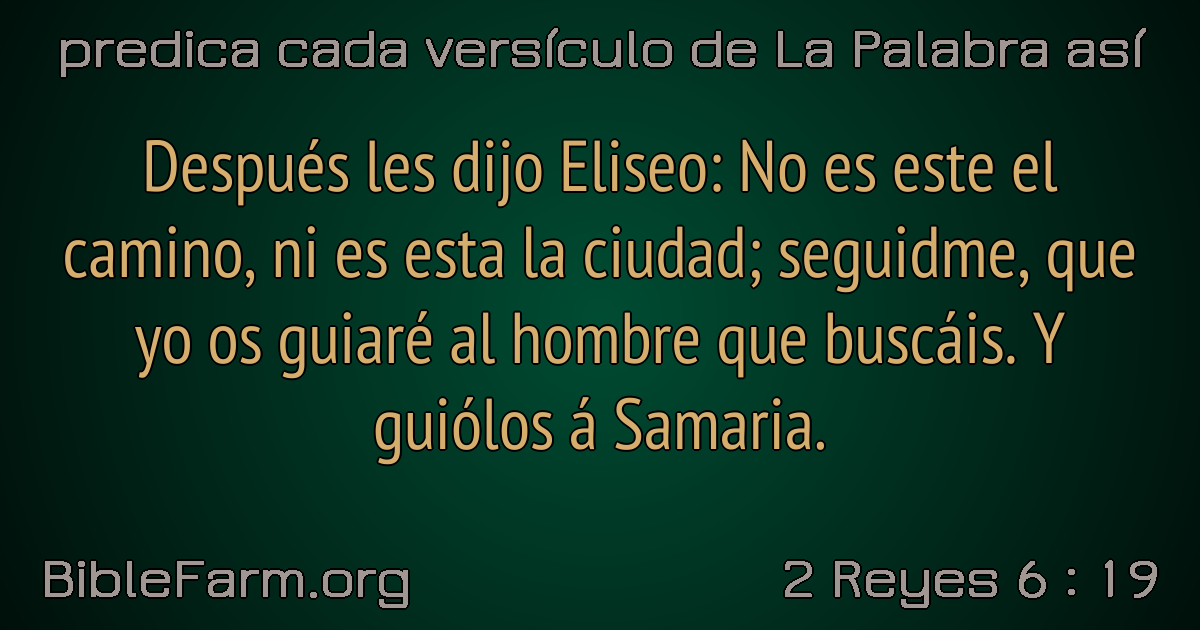 predica cada versículo de La Palabra así
Después les dijo Eliseo: No es este el
camino, ni es esta la ciudad; seguidme, que
yo os guiaré al hombre que buscáis. Y
guiólos á Samaria.
BibleFarm.org
2 Reyes 6 : 19